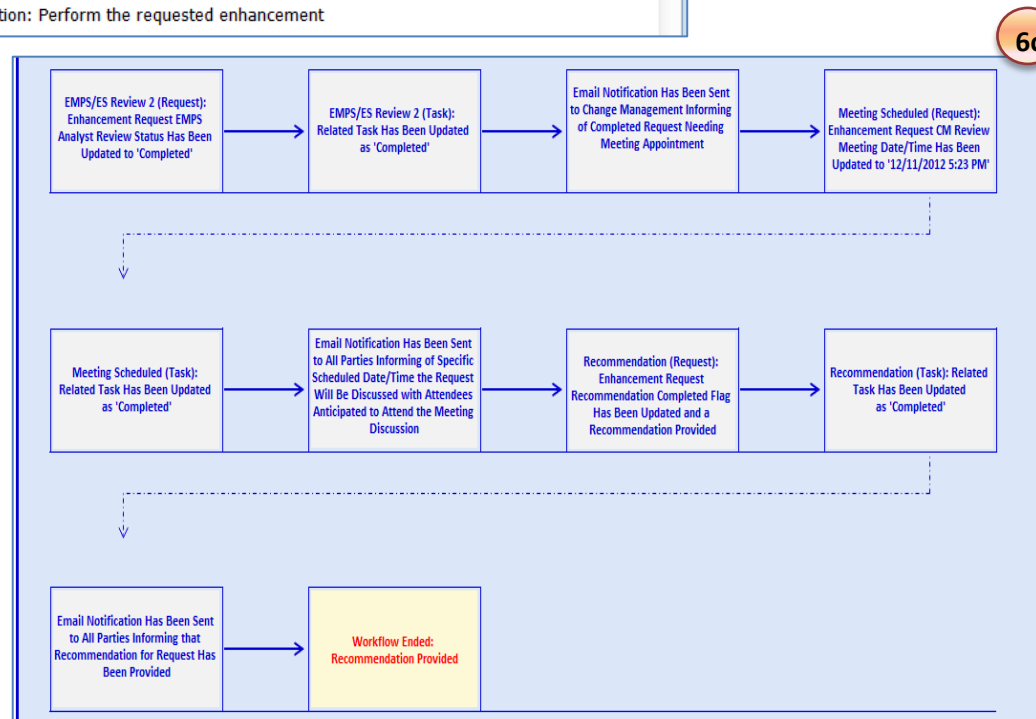 tion: Perform the requested enhancement
6c
EMPS/ES Review 2 (Request):
Enhancement Request EMPS
Analyst Review Status Has Been
Updated to 'Completed'
EMPS/ES Review 2 (Task):
Related Task Has Been Updated
as 'Completed'
Email Notification Has Been Sent
to Change Management Informing
of Completed Request Needing
Meeting Appointment
Meeting Scheduled (Request):
Enhancement Request CM Review
Meeting Date/Time Has Been
Updated to '12/11/2012 5:23 PM'
Meeting Scheduled (Task):
Related Task Has Been Updated
as 'Completed'
Email Notification Has Been Sent
to All Parties Informing of Specific
Scheduled Date/Time the Request
Will Be Discussed with Attendees
Anticipated to Attend the Meeting
Discussion
Recommendation (Request):
Enhancement Request
Recommendation Completed Flag
Has Been Updated and a
Recommendation Provided
Recommendation (Task): Related
Task Has Been Updated
as 'Completed'
Email Notification Has Been Sent
to All Parties Informing that
Recommendation for Request Has
Been Provided
Workflow Ended:
Recommendation Provided